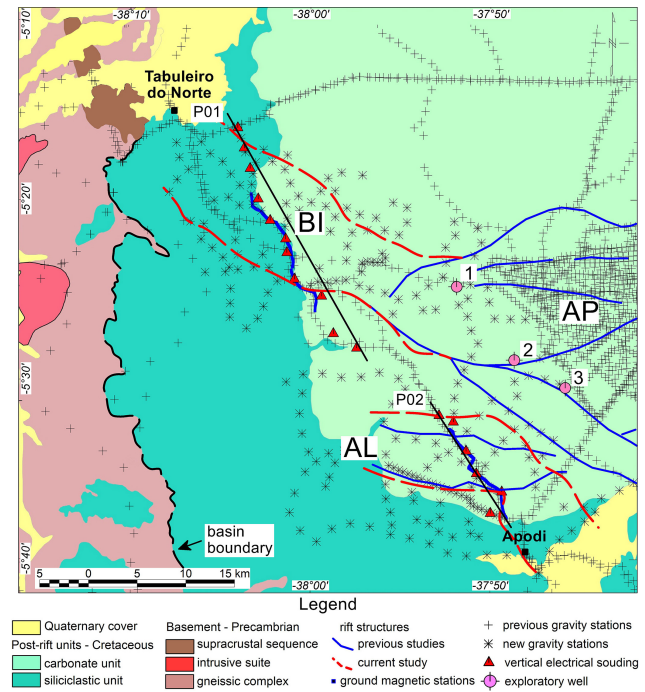 -38°10'
-38°00'
-37°50'
-5°10'
-5°20'
-5°30'
-5°40'
Tabuleiro
do Norte
P01
BI
1
AP
2
3
P02
AL
Apodi
basin
boundary
5 0 5 10 15 km
-38°00'
-37°50'
N
Legend
Quaternary cover
Post-rift units - Cretaceous
carbonate unit
siliciclastic unit
Basement - Precambrian
supracrustal sequence
intrusive suite
gneissic complex
rift structures
previous studies
current study
ground magnetic stations
previous gravity stations
new gravity stations
vertical electrical souding
exploratory well